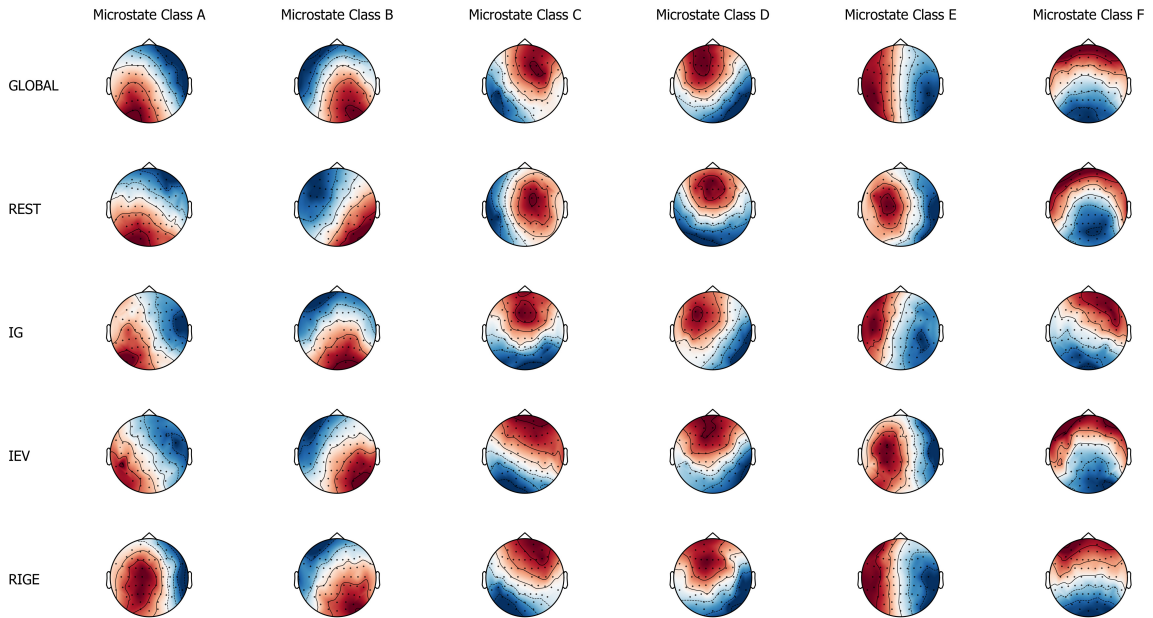 Microstate Class A Microstate Class B Microstate Class C Microstate Class D Microstate Class E Microstate Class F
GLOBAL
REST
IG
IEV
RIGE